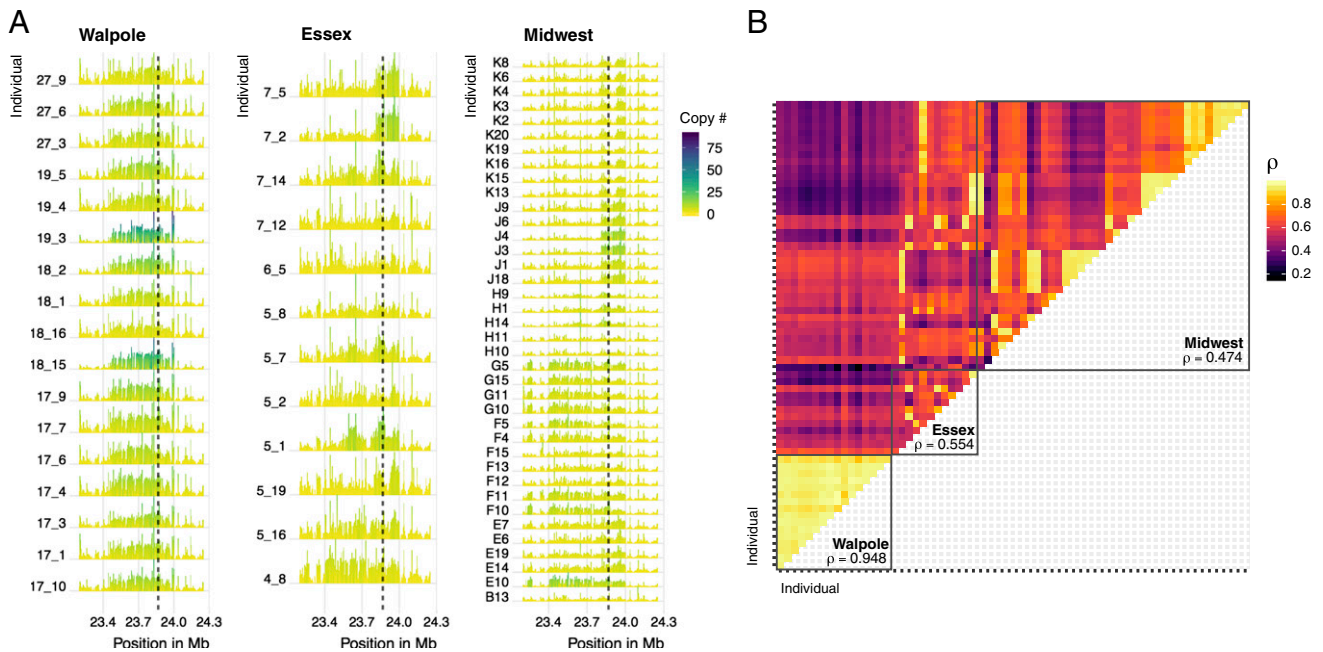 A
Walpole
Individual
27_9
27_6
27_3
19_5
19_4
19_3
18_2
18_1
18_16
18_15
17_9
17_7
17_6
17_4
17_3
17_1
17_10
23.4 23.7 24.0 24.3
Position in Mb
Essex
Individual
7_5
7_2
7_14
7_12
6_5
5_8
5_7
5_2
5_1
5_19
5_16
4_8
23.4 23.7 24.0 24.3
Position in Mb
Midwest
Individual
K8
K6
K4
K3
K2
K20
K19
K16
K15
K13
J9
J6
J4
J3
J1
J18
H9
H1
H14
H11
H10
G5
G15
G11
G10
F5
F4
F15
F13
F12
F11
F10
E7
E6
E19
E14
E10
B13
23.4 23.7 24.0 24.3
Position in Mb
Copy #
75
50
25
0
B
ρ
0.8
0.6
0.4
0.2
Midwest
ρ = 0.474
Essex
ρ = 0.554
Walpole
ρ = 0.948
Individual
Individual